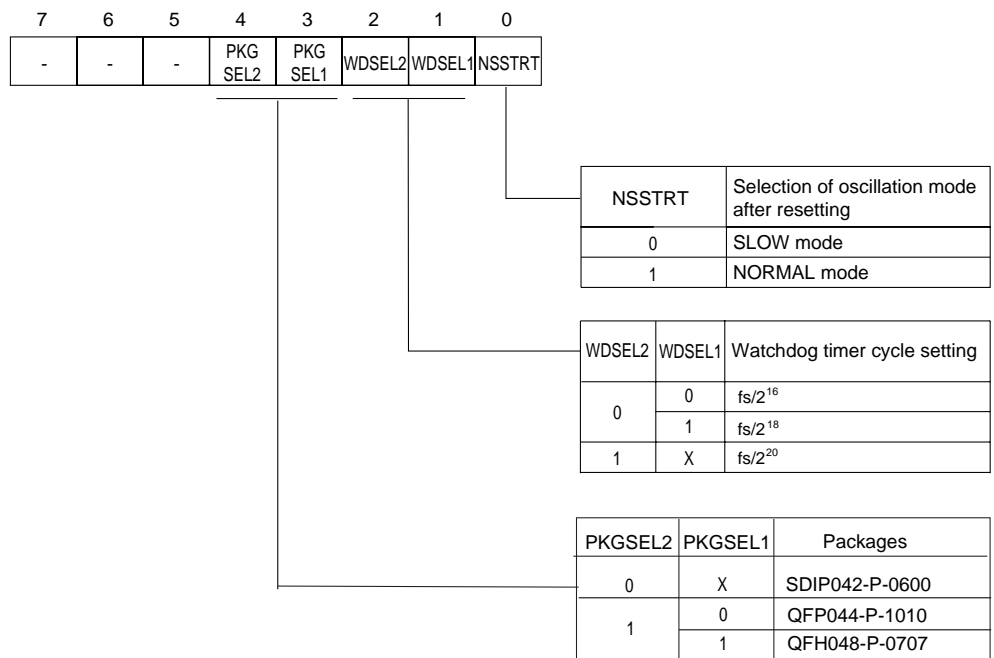 7 6 5 4 3 2 1 0
- - - PKG SEL2 PKG SEL1 WDSEL2 WDSEL1 NSSTRT
NSSTRT Selection of oscillation mode after resetting
0 SLOW mode
1 NORMAL mode
WDSEL2 WDSEL1 Watchdog timer cycle setting
0 0 fs/2^16
1 fs/2^18
1 X fs/2^20
PKGSEL2 PKGSEL1 Packages
0 X SDIP042-P-0600
1 0 QFP044-P-1010
1 QFH048-P-0707